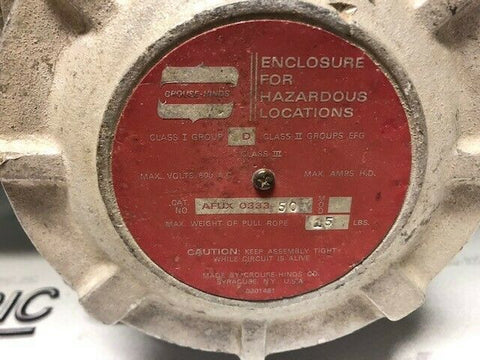 CROUSE-HINDS
ENCLOSURE
FOR
HAZARDOUS
LOCATIONS
CLASS I GROUP D CLASS II GROUPS EFG
CLASS III
MAX. VOLTS 600 A.C. MAX. AMPS H.D.
CAT. NO. AFUX 0333 50
MAX. WEIGHT OF PULL ROPE 15 LBS.
CAUTION: KEEP ASSEMBLY TIGHT
WHILE CIRCUIT IS ALIVE
MADE BY CROUSE-HINDS CO.
SYRACUSE, N.Y. U.S.A.
RIC